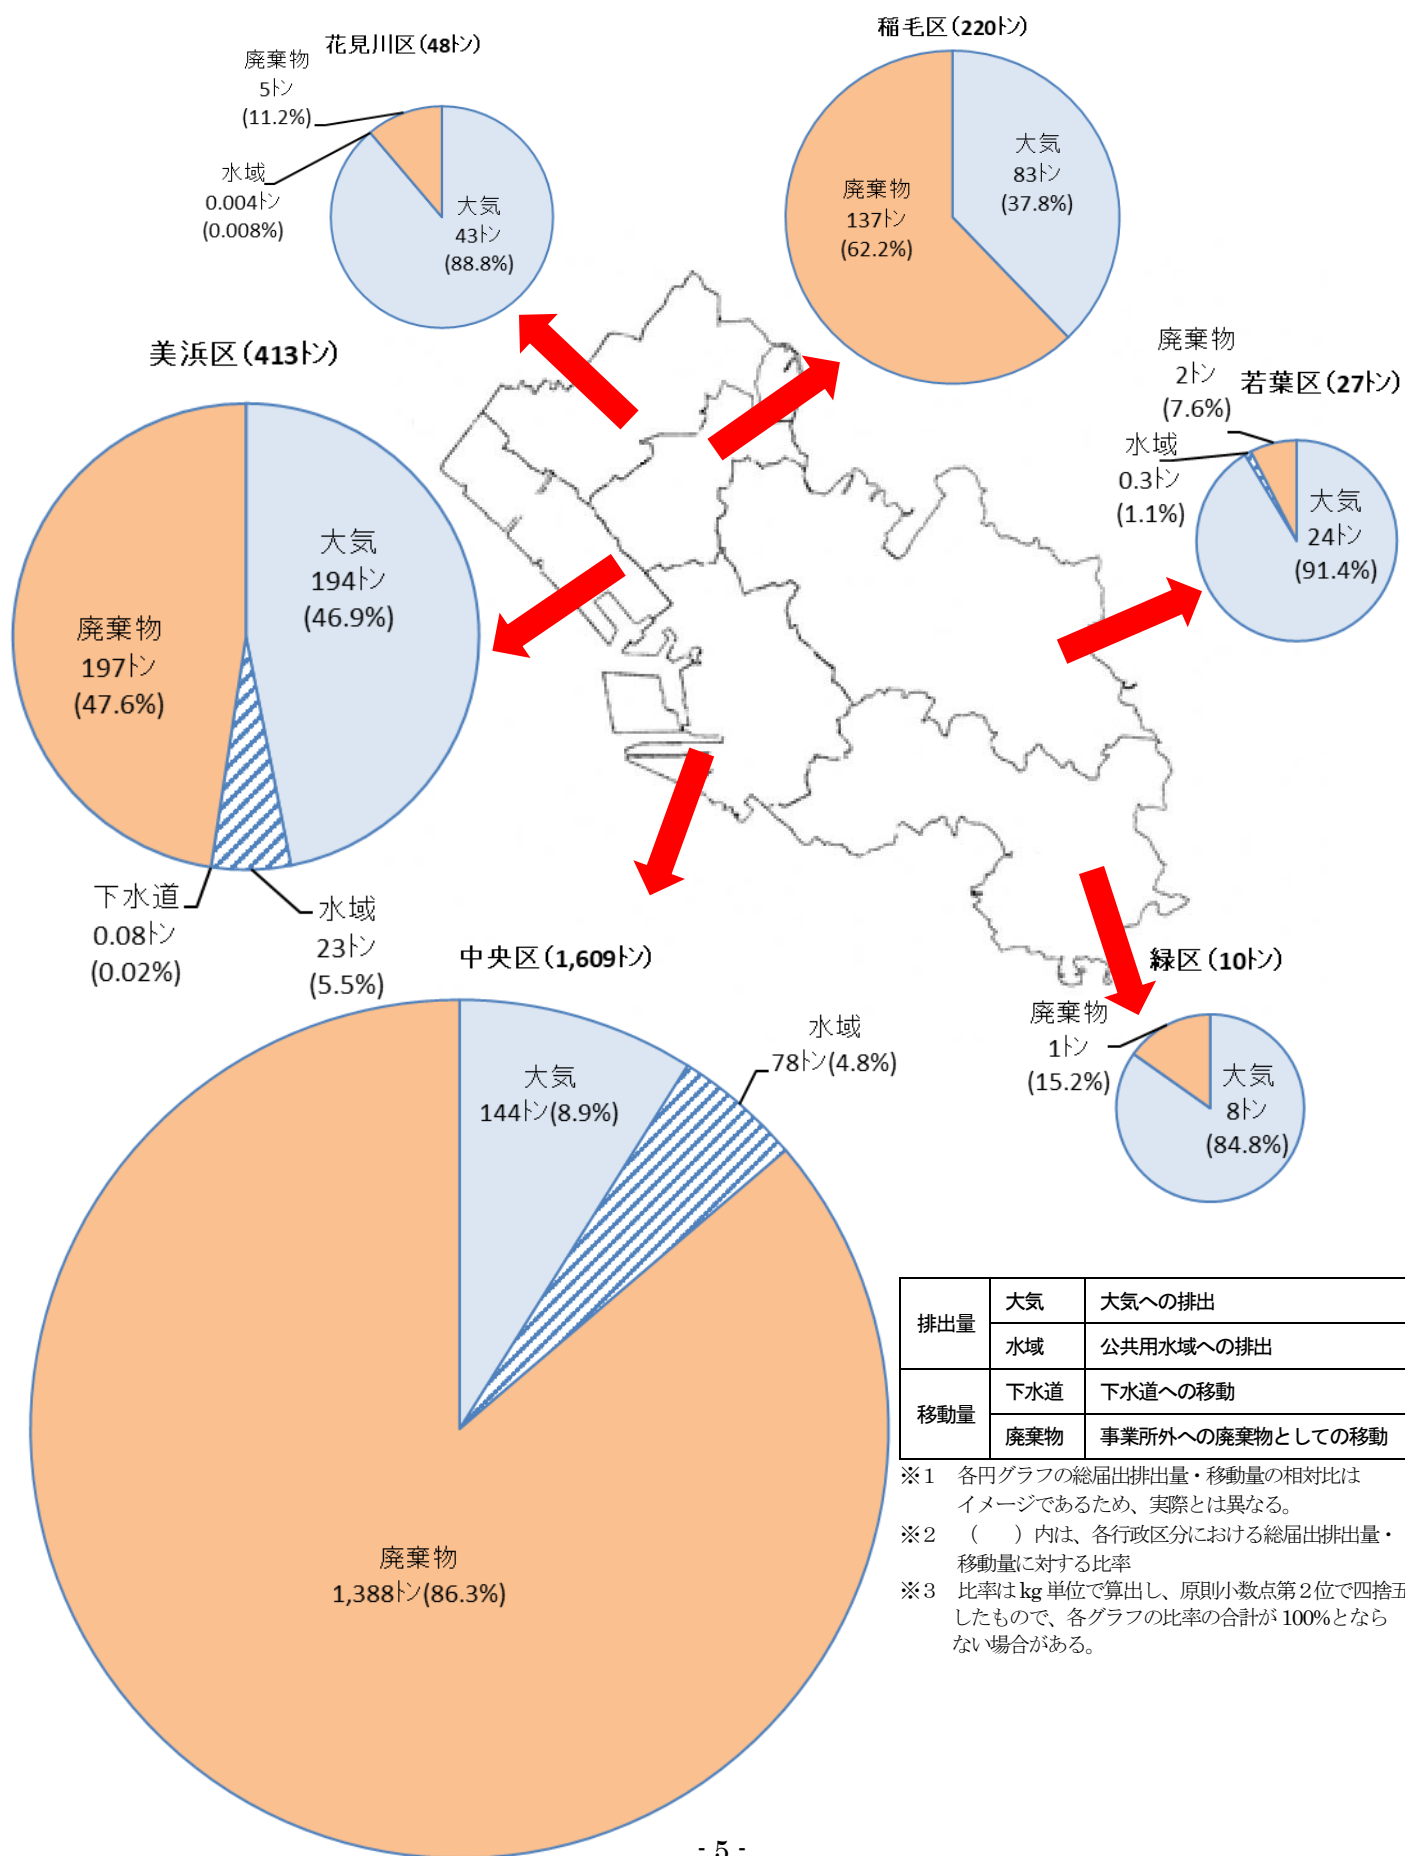 花見川区(48トン)
廃棄物
5トン
(11.2%)
水域
0.004トン
(0.008%)
大気
43トン
(88.8%)
稲毛区(220トン)
大気
83トン
(37.8%)
廃棄物
137トン
(62.2%)
美浜区(413トン)
大気
194トン
(46.9%)
廃棄物
197トン
(47.6%)
下水道
0.08トン
(0.02%)
水域
23トン
(5.5%)
若葉区(27トン)
廃棄物
2トン
(7.6%)
水域
0.3トン
(1.1%)
大気
24トン
(91.4%)
中央区(1,609トン)
大気
144トン(8.9%)
水域
78トン(4.8%)
廃棄物
1,388トン(86.3%)
緑区(10トン)
廃棄物
1トン
(15.2%)
大気
8トン
(84.8%)
排出量 大気 大気への排出
水域 公共用水域への排出
移動量 下水道 下水道への移動
廃棄物 事業所外への廃棄物としての移動
※1 各円グラフの総届出排出量・移動量の相対比は
イメージであるため、実際とは異なる。
※2 (　)内は、各行政区分における総届出排出量・
移動量に対する比率
※3 比率は kg 単位で算出し、原則小数点第2位で四捨五
したもので、各グラフの比率の合計が 100%となら
ない場合がある。
- 5 -